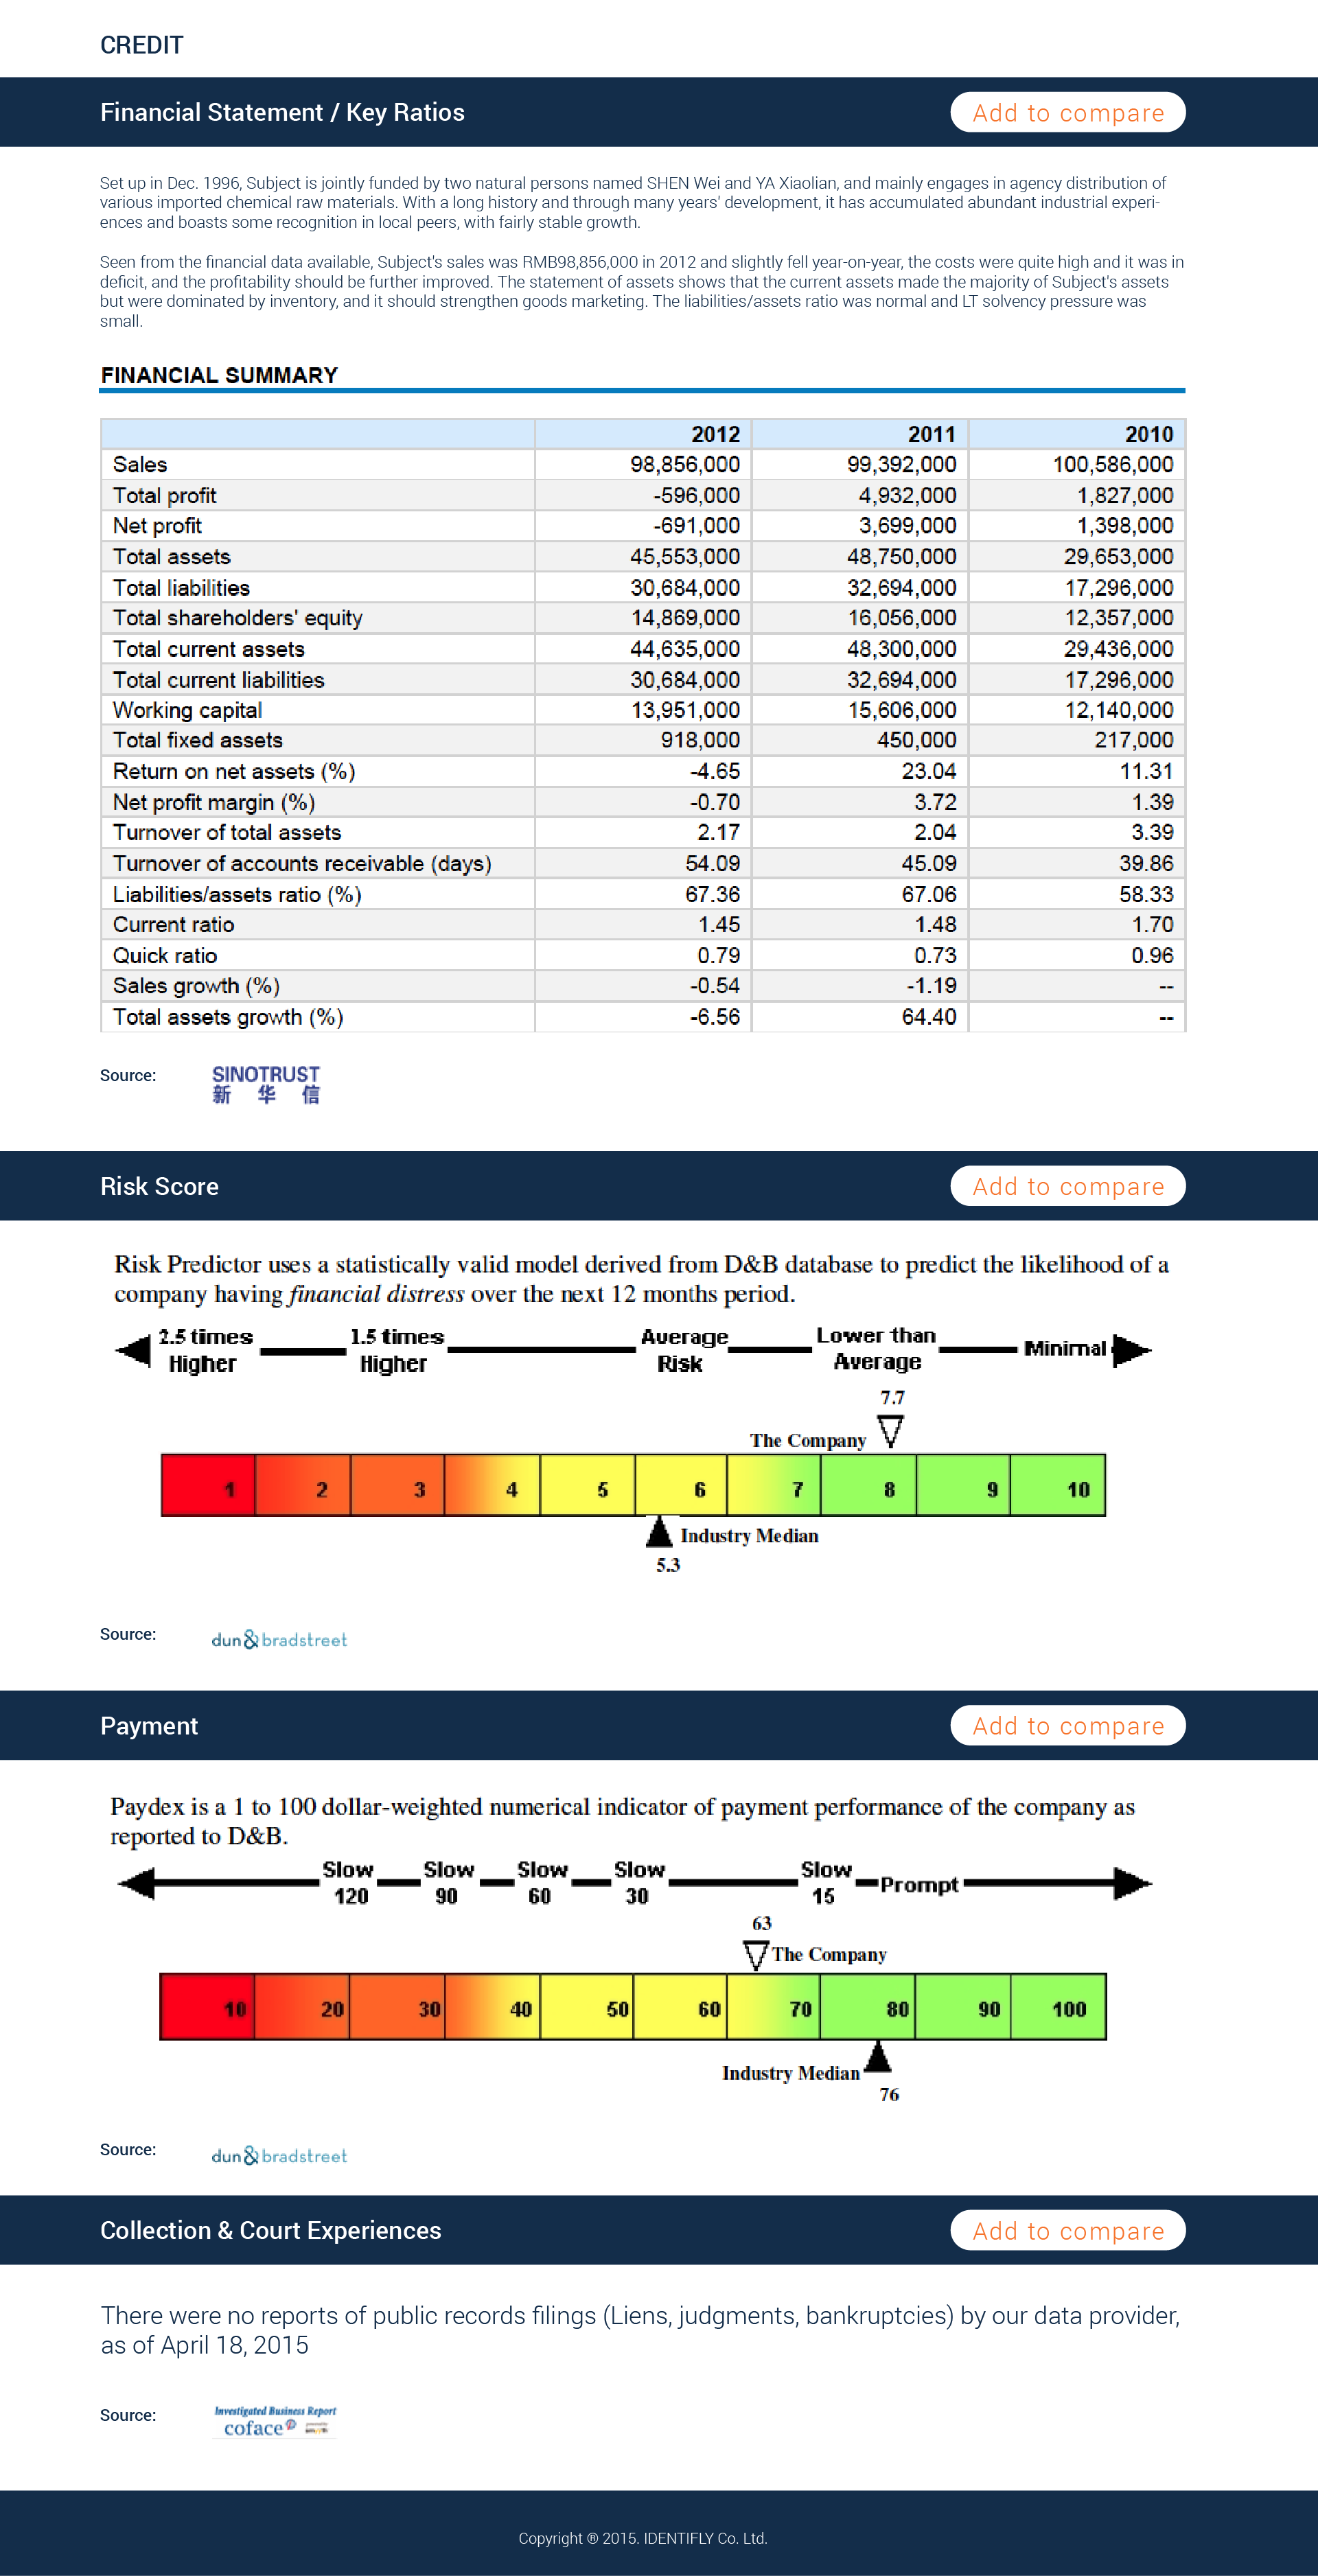 CREDIT
Financial Statement / Key Ratios
Add to compare
Set up in Dec. 1996, Subject is jointly funded by two natural persons named SHEN Wei and YA Xiaolian, and mainly engages in agency distribution of
various imported chemical raw materials. With a long history and through many years' development, it has accumulated abundant industrial experi-
ences and boasts some recognition in local peers, with fairly stable growth.
Seen from the financial data available, Subject's sales was RMB98,856,000 in 2012 and slightly fell year-on-year, the costs were quite high and it was in
deficit, and the profitability should be further improved. The statement of assets shows that the current assets made the majority of Subject's assets
but were dominated by inventory, and it should strengthen goods marketing. The liabilities/assets ratio was normal and LT solvency pressure was
small.
FINANCIAL SUMMARY
2012 2011 2010
Sales 98,856,000 99,392,000 100,586,000
Total profit -596,000 4,932,000 1,827,000
Net profit -691,000 3,699,000 1,398,000
Total assets 45,553,000 48,750,000 29,653,000
Total liabilities 30,684,000 32,694,000 17,296,000
Total shareholders' equity 14,869,000 16,056,000 12,357,000
Total current assets 44,635,000 48,300,000 29,436,000
Total current liabilities 30,684,000 32,694,000 17,296,000
Working capital 13,951,000 15,606,000 12,140,000
Total fixed assets 918,000 450,000 217,000
Return on net assets (%) -4.65 23.04 11.31
Net profit margin (%) -0.70 3.72 1.39
Turnover of total assets 2.17 2.04 3.39
Turnover of accounts receivable (days) 54.09 45.09 39.86
Liabilities/assets ratio (%) 67.36 67.06 58.33
Current ratio 1.45 1.48 1.70
Quick ratio 0.79 0.73 0.96
Sales growth (%) -0.54 -1.19 --
Total assets growth (%) -6.56 64.40 --
Source:
SINOTRUST
新 华 信
Risk Score
Add to compare
Risk Predictor uses a statistically valid model derived from D&B database to predict the likelihood of a
company having financial distress over the next 12 months period.
2.5 times 1.5 times Average Lower than Minimal
Higher Higher Risk Average
7.7
The Company
1 2 3 4 5 6 7 8 9 10
Industry Median
5.3
Source:
dun&bradstreet
Payment
Add to compare
Paydex is a 1 to 100 dollar-weighted numerical indicator of payment performance of the company as
reported to D&B.
Slow Slow Slow Slow Slow Prompt
120 90 60 30 15
63
The Company
10 20 30 40 50 60 70 80 90 100
Industry Median
76
Source:
dun&bradstreet
Collection & Court Experiences
Add to compare
There were no reports of public records filings (Liens, judgments, bankruptcies) by our data provider,
as of April 18, 2015
Source:
Investigated Business Report
coface
Copyright ® 2015. IDENTIFLY Co. Ltd.